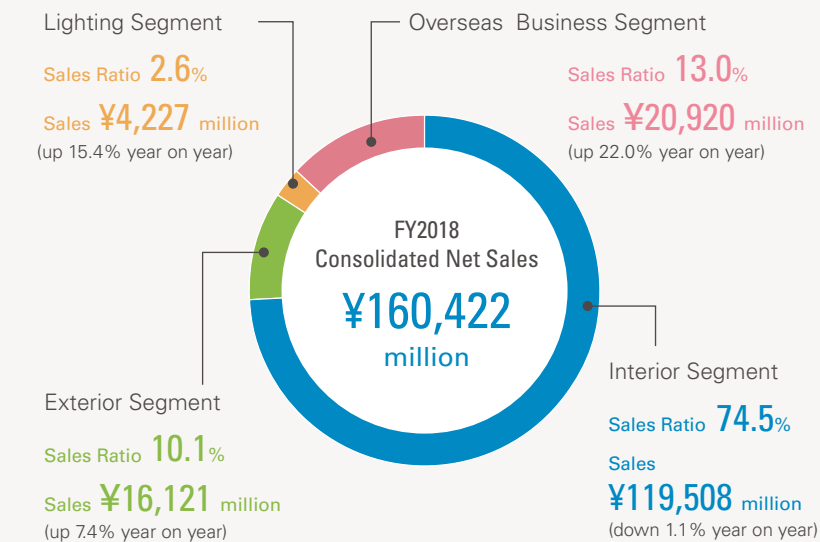 Lighting Segment
Sales Ratio 2.6%
Sales ¥4,227 million
(up 15.4% year on year)
Overseas Business Segment
Sales Ratio 13.0%
Sales ¥20,920 million
(up 22.0% year on year)
FY2018
Consolidated Net Sales
¥160,422
million
Exterior Segment
Sales Ratio 10.1%
Sales ¥16,121 million
(up 7.4% year on year)
Interior Segment
Sales Ratio 74.5%
Sales
¥119,508 million
(down 1.1% year on year)